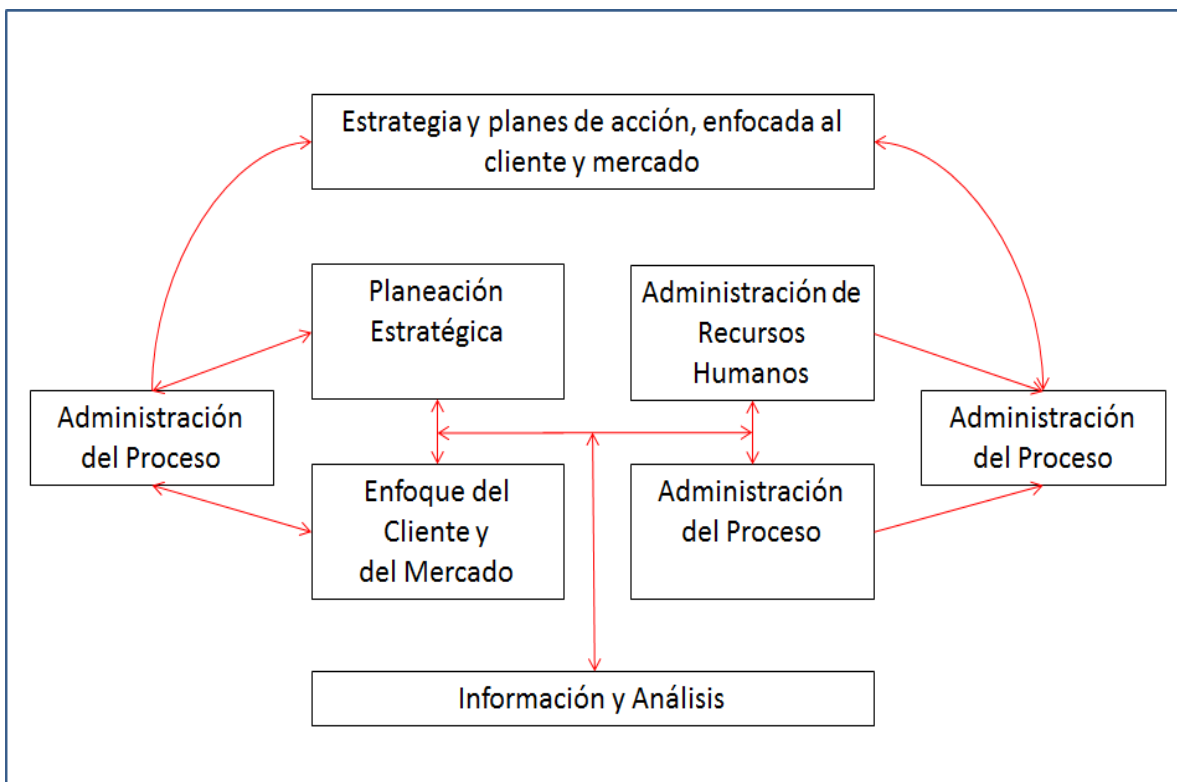 Estrategia y planes de acción, enfocada al
cliente y mercado
Planeación
Estratégica
Administración de
Recursos
Humanos
Administración
del Proceso
Administración
del Proceso
Enfoque del
Cliente y
del Mercado
Administración
del Proceso
Información y Análisis